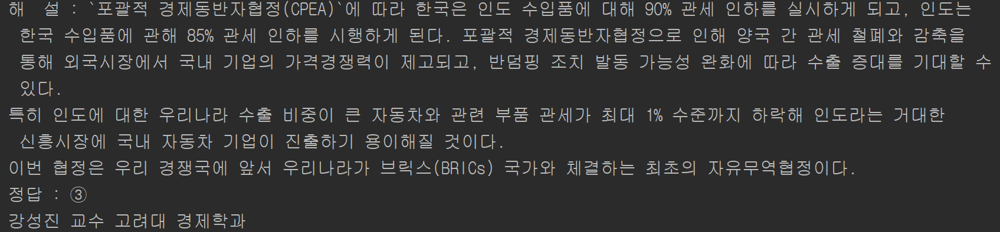 해  설 : `포괄적 경제동반자협정(CPEA)`에 따라 한국은 인도 수입품에 대해 90% 관세 인하를 실시하게 되고, 인도는
한국 수입품에 관해 85% 관세 인하를 시행하게 된다. 포괄적 경제동반자협정으로 인해 양국 간 관세 철폐와 감축을
통해 외국시장에서 국내 기업의 가격경쟁력이 제고되고, 반덤핑 조치 발동 가능성 완화에 따라 수출 증대를 기대할 수
있다.
특히 인도에 대한 우리나라 수출 비중이 큰 자동차와 관련 부품 관세가 최대 1% 수준까지 하락해 인도라는 거대한
신흥시장에 국내 자동차 기업이 진출하기 용이해질 것이다.
이번 협정은 우리 경쟁국에 앞서 우리나라가 브릭스(BRICs) 국가와 체결하는 최초의 자유무역협정이다.
정답 : ③
강성진 교수 고려대 경제학과